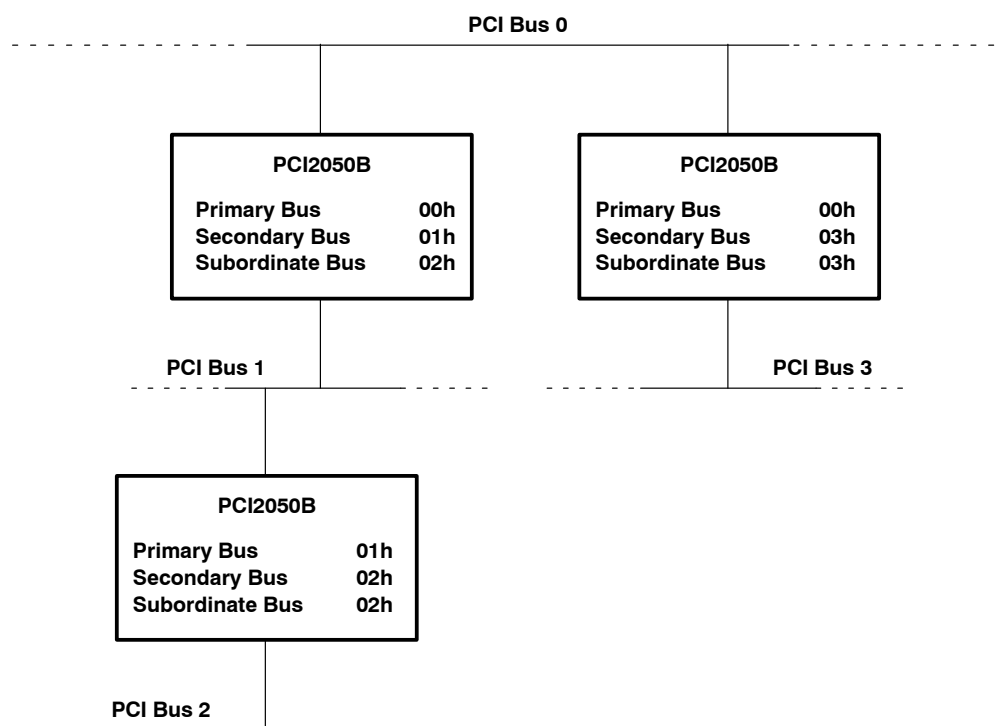 PCI Bus 0
PCI2050B
Primary Bus 00h
Secondary Bus 01h
Subordinate Bus 02h
PCI2050B
Primary Bus 00h
Secondary Bus 03h
Subordinate Bus 03h
PCI Bus 1
PCI Bus 3
PCI2050B
Primary Bus 01h
Secondary Bus 02h
Subordinate Bus 02h
PCI Bus 2